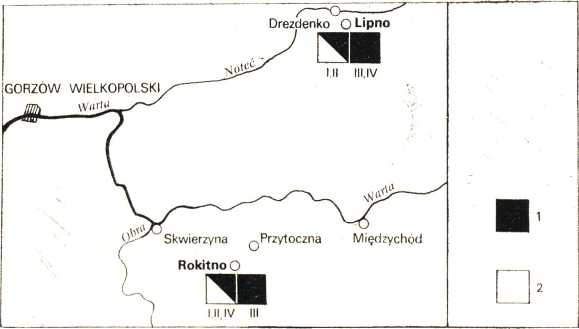 Drezdenko
Lipno
I,II
III,IV
Noteć
GORZÓW WIELKOPOLSKI
Warta
Warta
Obra
Skwierzyna
Przytoczna
Międzychód
Rokitno
I,II,IV
III
1
2